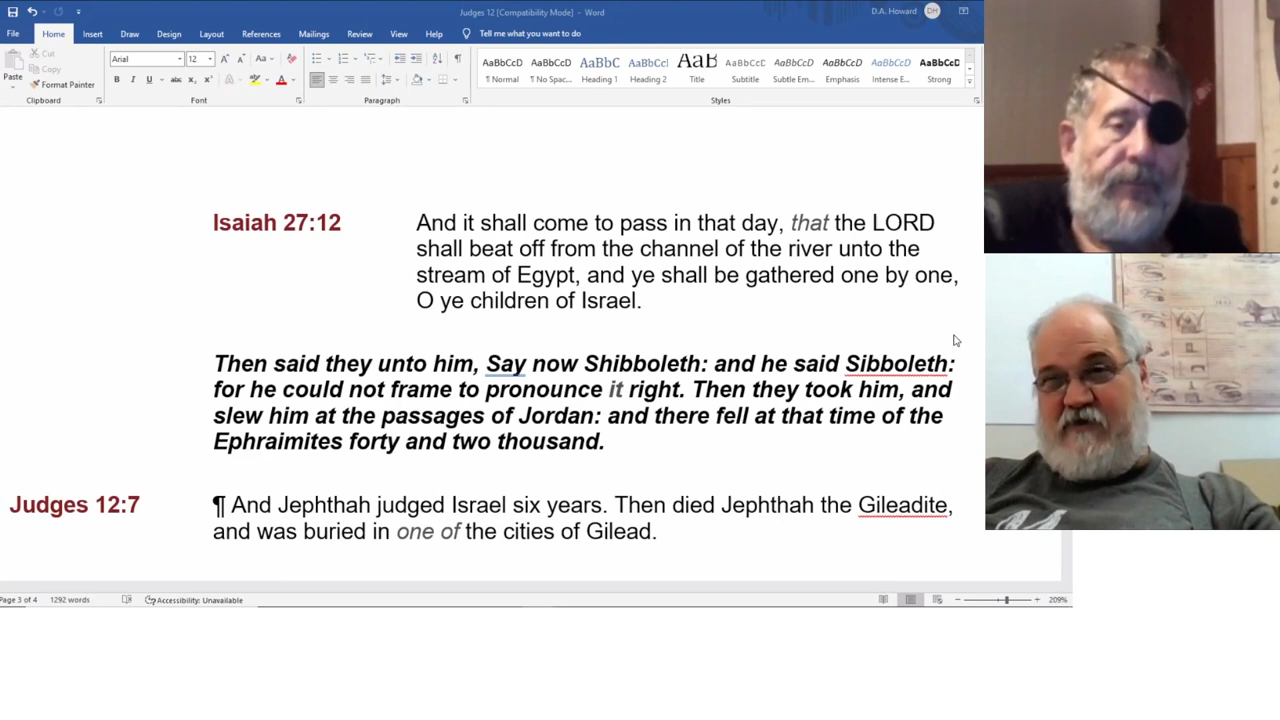 Judges 12 [Compatibility Mode] - Word
D.A. Howard DH
File Home Insert Draw Design Layout References Mailings Review View Help Tell me what you want to do
Paste
Cut
Copy
Format Painter
Clipboard
Arial 12 A A Aa
B I U A
Font
Paragraph
AaBbCcD AaBbCcD AaBbC AaBbCcI AaB AaBbCcD AaBbCcD AaBbCcD AaBbCcD AaBbCcD
¶ Normal ¶ No Spac... Heading 1 Heading 2 Title Subtitle Subtle Em... Emphasis Intense E... Strong
Styles
Isaiah 27:12 And it shall come to pass in that day, that the LORD
shall beat off from the channel of the river unto the
stream of Egypt, and ye shall be gathered one by one,
O ye children of Israel.
Then said they unto him, Say now Shibboleth: and he said Sibboleth:
for he could not frame to pronounce it right. Then they took him, and
slew him at the passages of Jordan: and there fell at that time of the
Ephraimites forty and two thousand.
Judges 12:7 ¶ And Jephthah judged Israel six years. Then died Jephthah the Gileadite,
and was buried in one of the cities of Gilead.
Page 3 of 4 1292 words Accessibility: Unavailable 209%